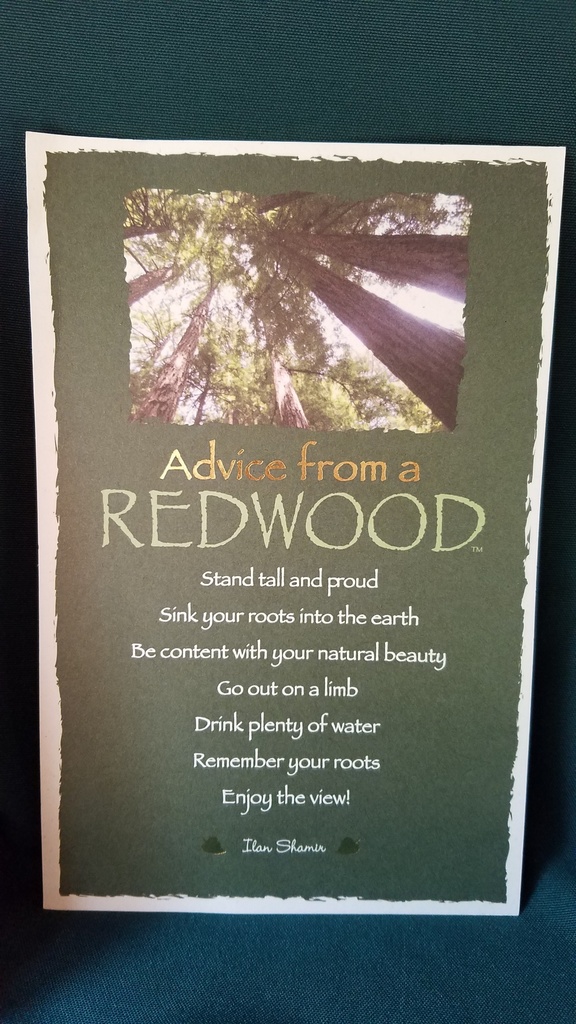 Advice from a
REDWOOD™
Stand tall and proud
Sink your roots into the earth
Be content with your natural beauty
Go out on a limb
Drink plenty of water
Remember your roots
Enjoy the view!
Ilan Shamir